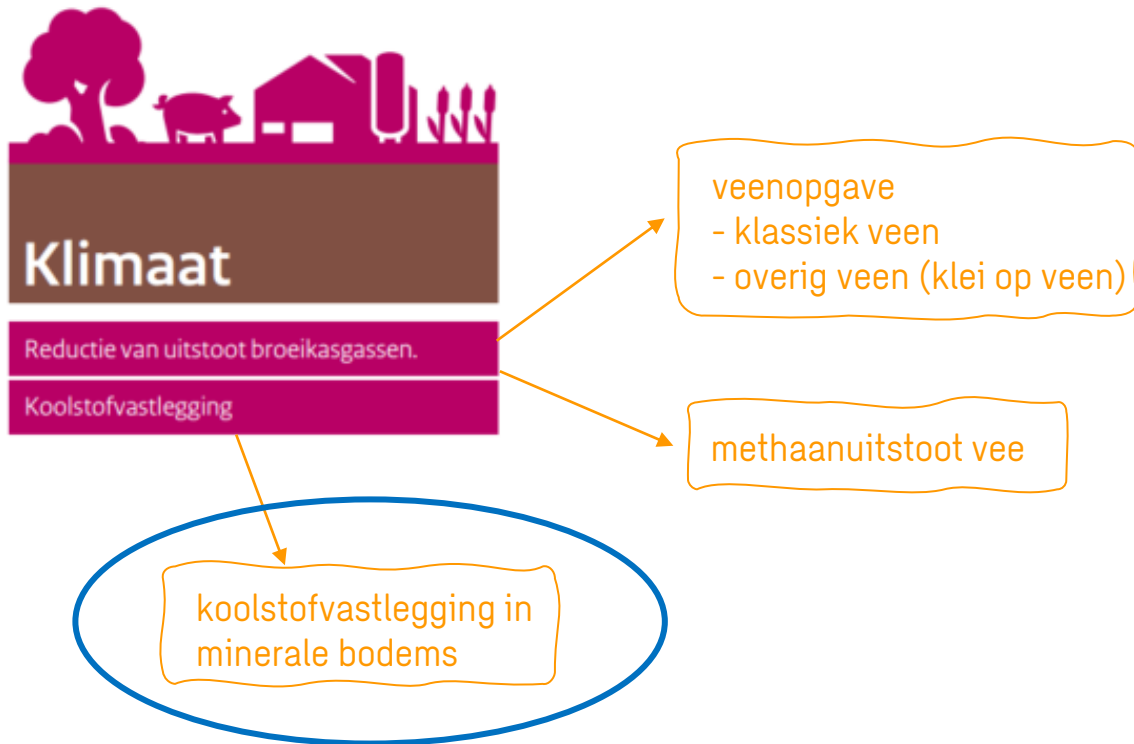 Klimaat
Reductie van uitstoot broeikasgassen.
Koolstofvastlegging
veenopgave
- klassiek veen
- overig veen (klei op veen)
methaanuitstoot vee
koolstofvastlegging in
minerale bodems